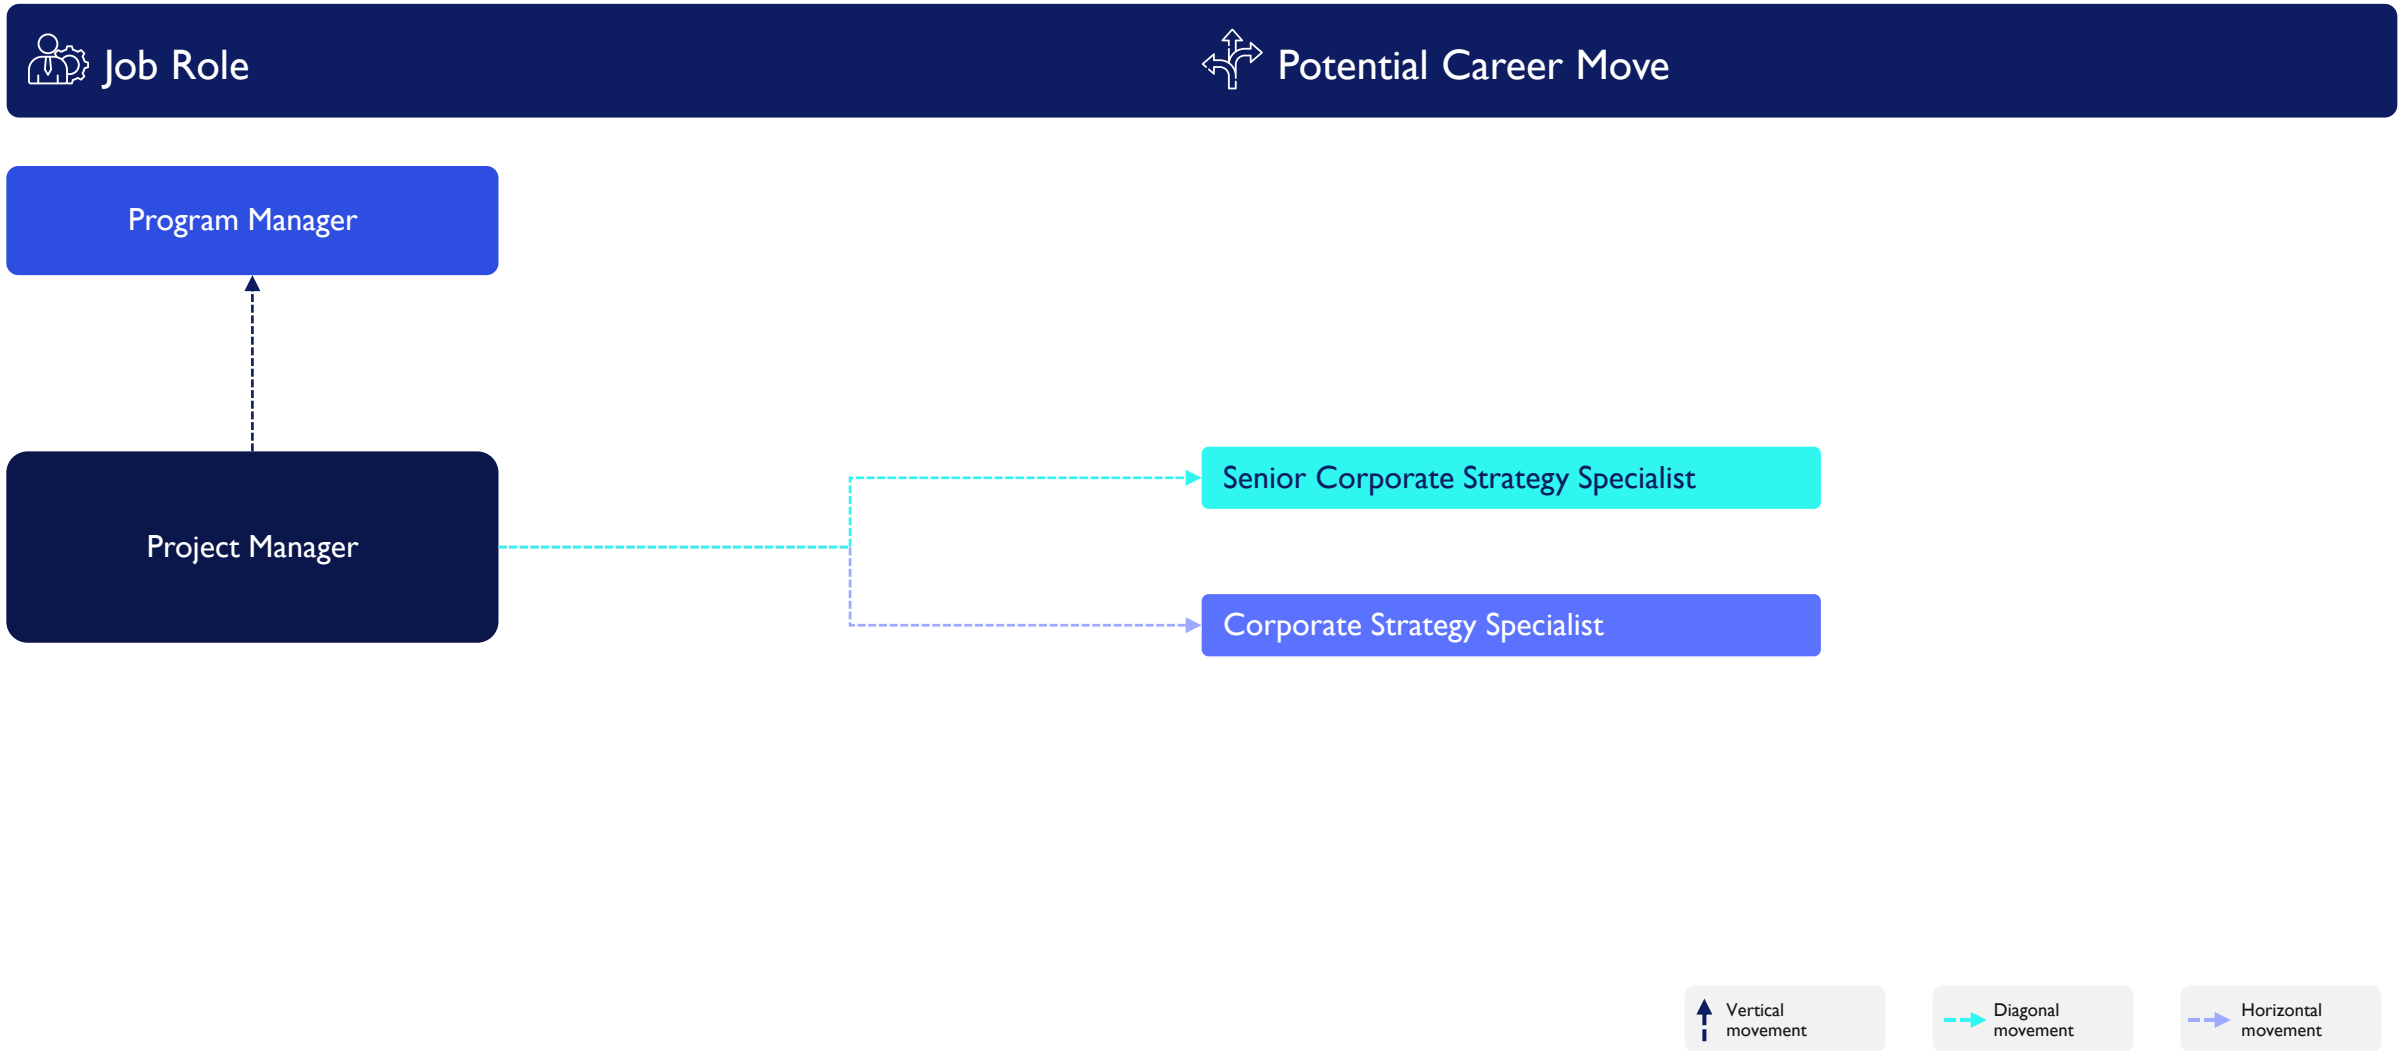 Job Role
Potential Career Move
Program Manager
Project Manager
Senior Corporate Strategy Specialist
Corporate Strategy Specialist
Vertical
movement
Diagonal
movement
Horizontal
movement